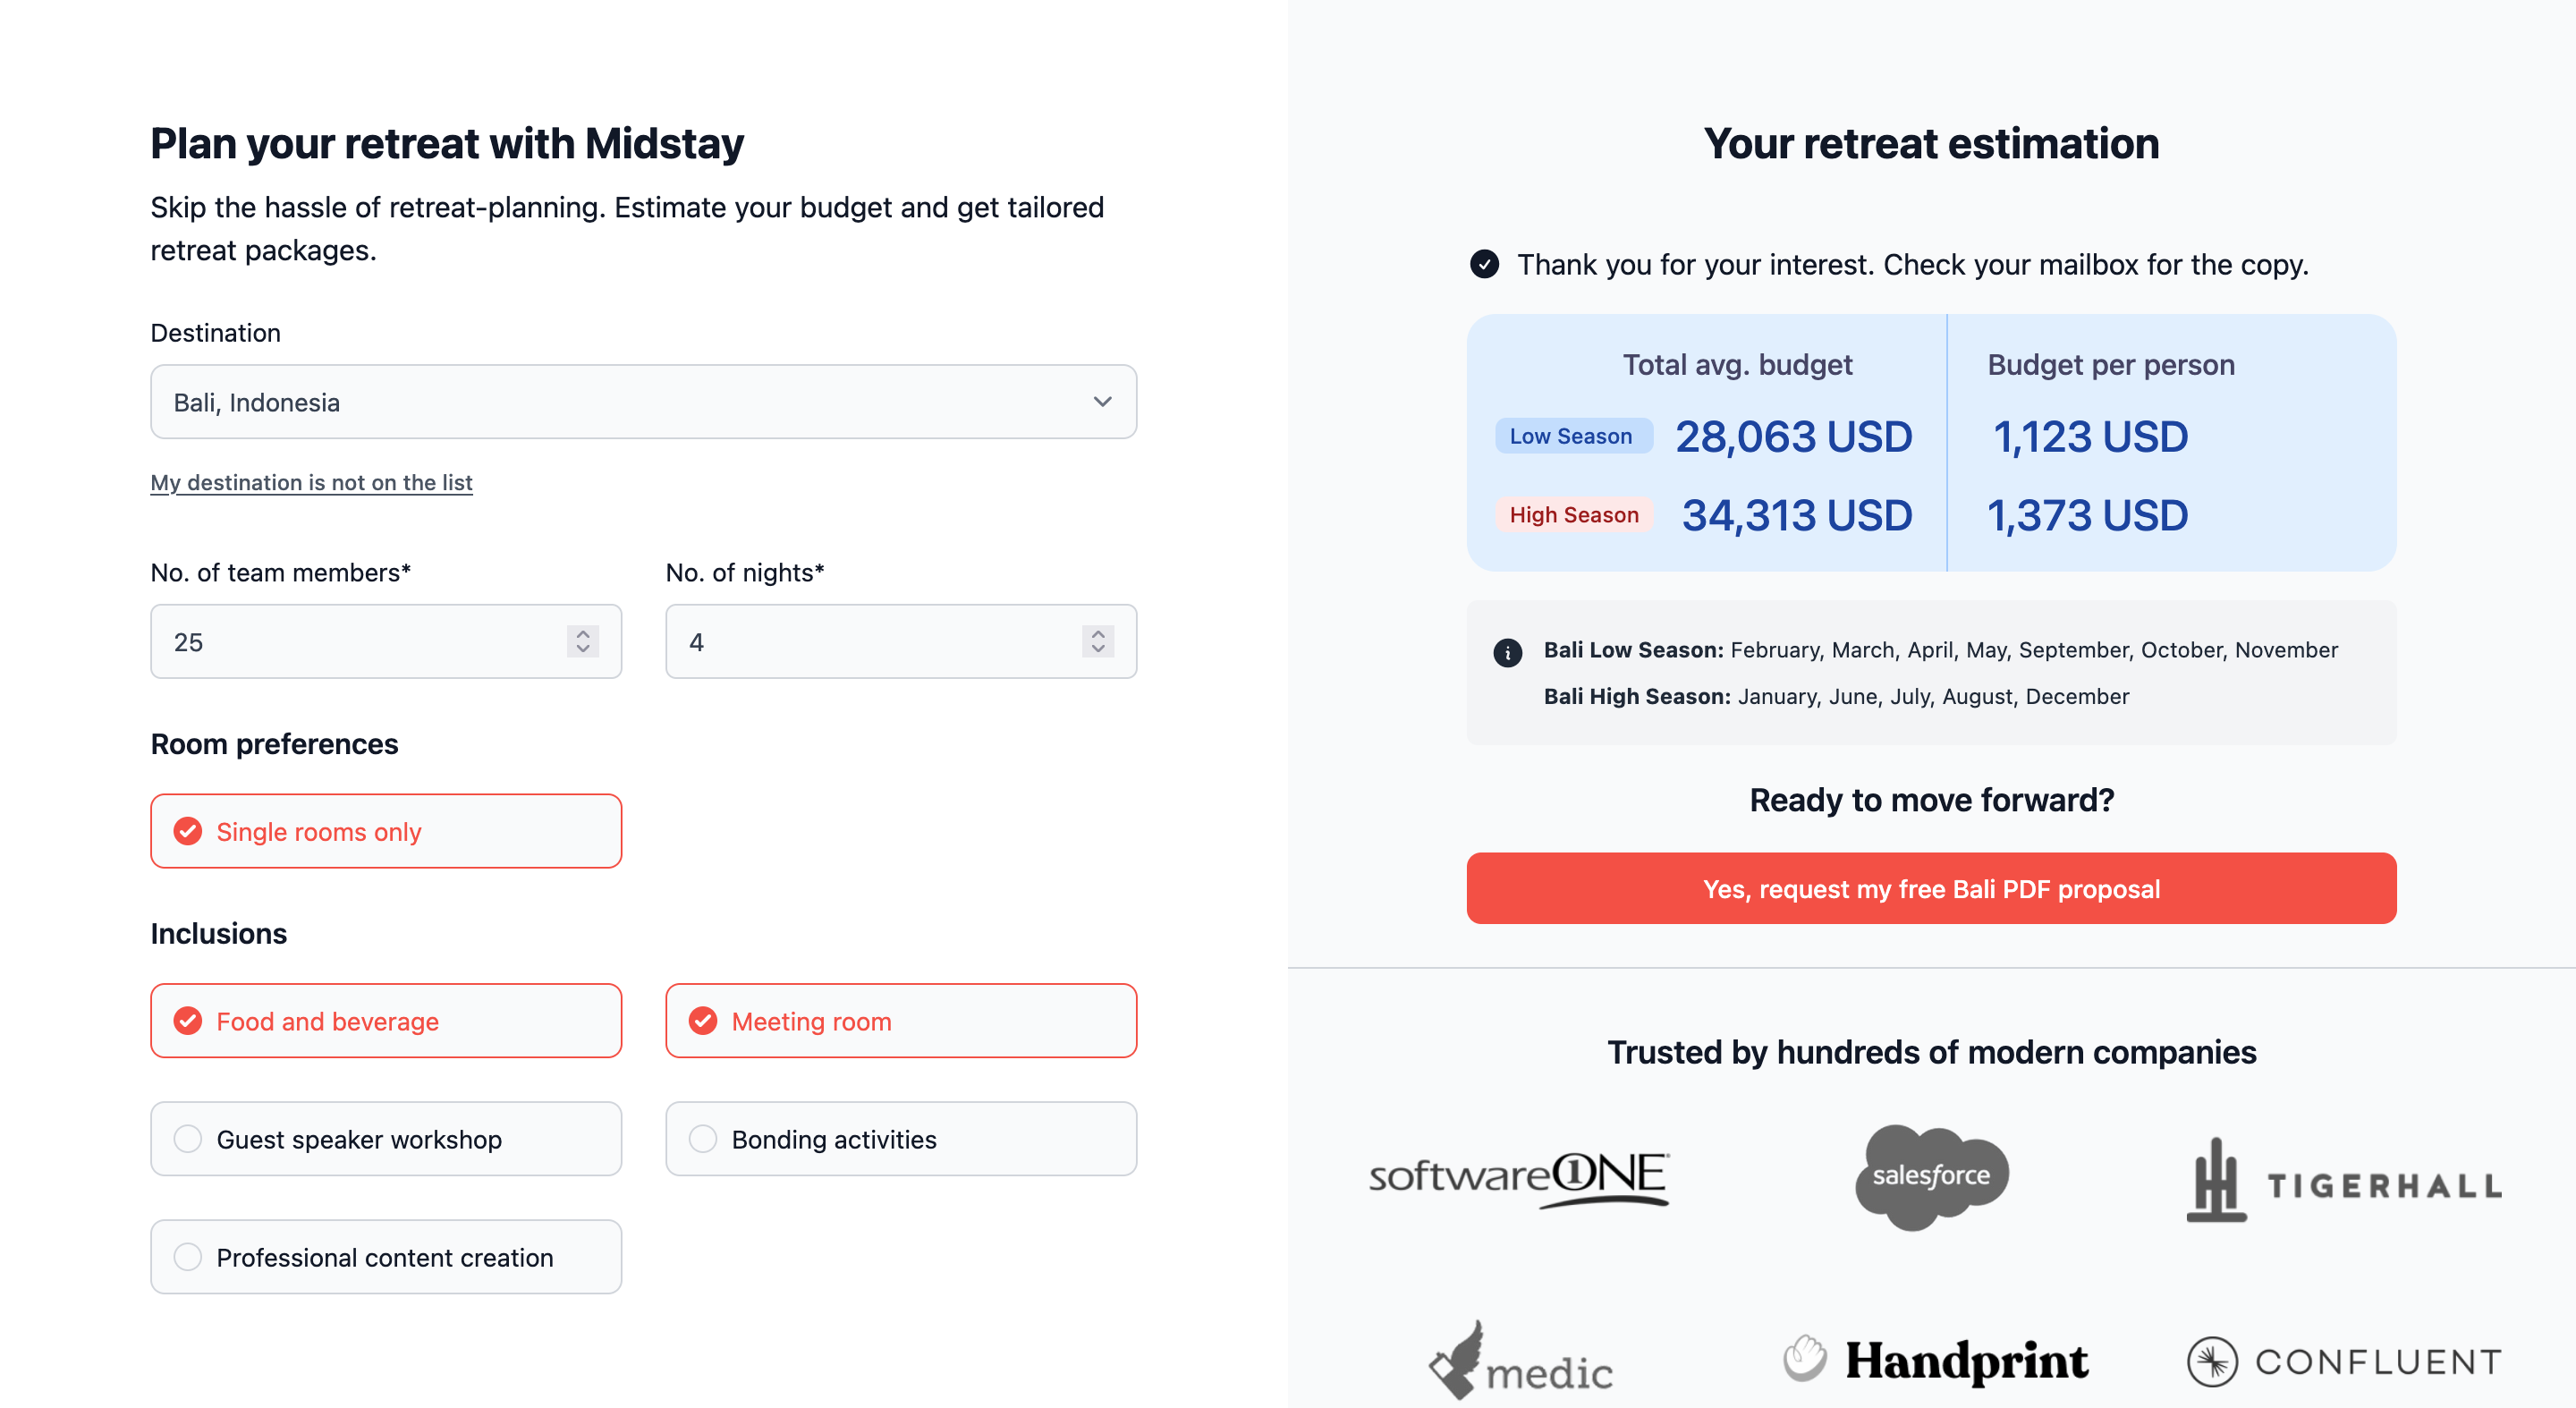 Plan your retreat with Midstay
Skip the hassle of retreat-planning. Estimate your budget and get tailored
retreat packages.
Destination
Bali, Indonesia
My destination is not on the list
No. of team members*
No. of nights*
25
4
Room preferences
Single rooms only
Inclusions
Food and beverage
Meeting room
Guest speaker workshop
Bonding activities
Professional content creation
Your retreat estimation
Thank you for your interest. Check your mailbox for the copy.
Total avg. budget
Budget per person
Low Season 28,063 USD 1,123 USD
High Season 34,313 USD 1,373 USD
Bali Low Season: February, March, April, May, September, October, November
Bali High Season: January, June, July, August, December
Ready to move forward?
Yes, request my free Bali PDF proposal
Trusted by hundreds of modern companies
softwareONE
salesforce
TIGERHALL
medic
Handprint
CONFLUENT